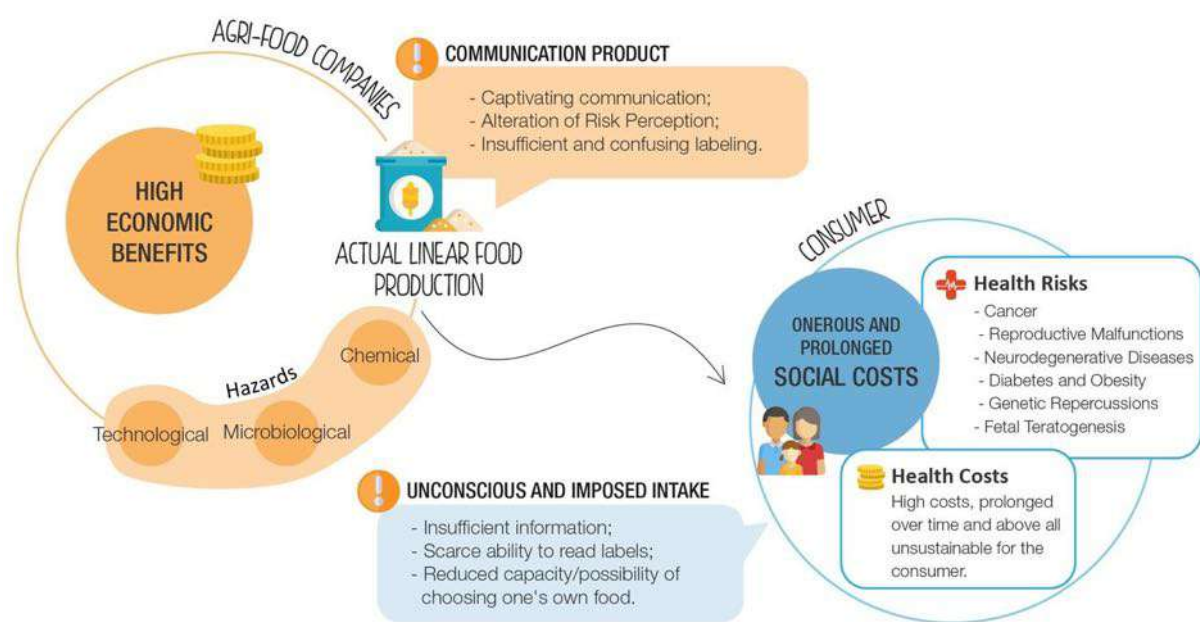 AGRI-FOOD COMPANIES
COMMUNICATION PRODUCT
- Captivating communication;
- Alteration of Risk Perception;
- Insufficient and confusing labeling.
HIGH
ECONOMIC
BENEFITS
ACTUAL LINEAR FOOD
PRODUCTION
Hazards
Chemical
Microbiological
Technological
CONSUMER
ONEROUS AND
PROLONGED
SOCIAL COSTS
Health Risks
- Cancer
- Reproductive Malfunctions
- Neurodegenerative Diseases
- Diabetes and Obesity
- Genetic Repercussions
- Fetal Teratogenesis
Health Costs
High costs, prolonged
over time and above all
unsustainable for the
consumer.
UNCONSCIOUS AND IMPOSED INTAKE
- Insufficient information;
- Scarce ability to read labels;
- Reduced capacity/possibility of
choosing one's own food.